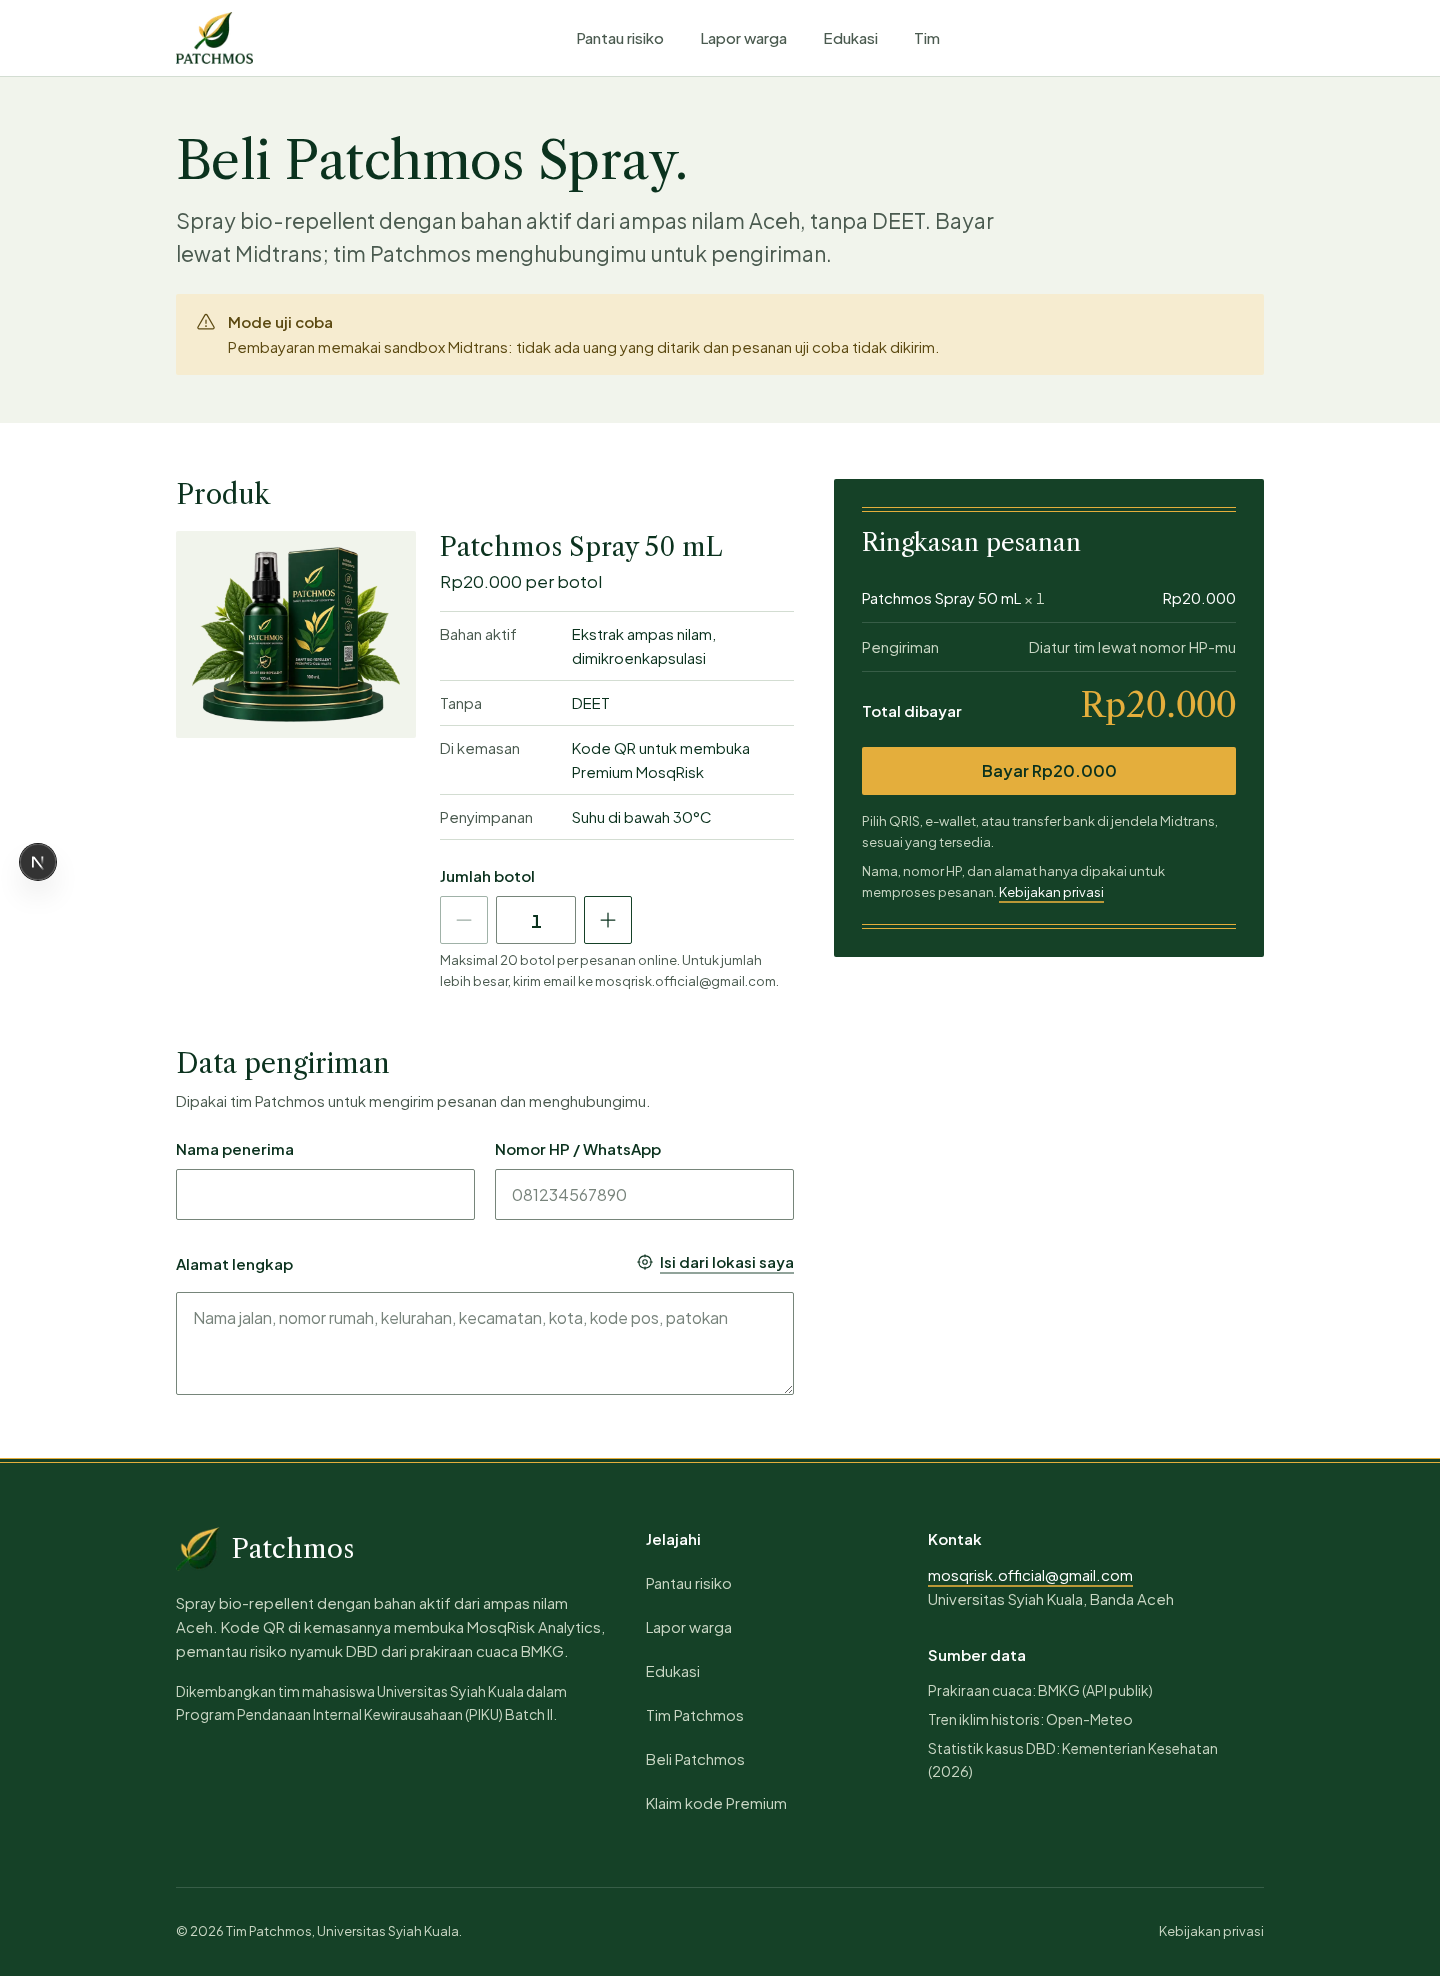 PATCHMOS
Pantau risiko
Lapor warga
Edukasi
Tim
Beli Patchmos Spray.
Spray bio-repellent dengan bahan aktif dari ampas nilam Aceh, tanpa DEET. Bayar
lewat Midtrans; tim Patchmos menghubungimu untuk pengiriman.
Mode uji coba
Pembayaran memakai sandbox Midtrans: tidak ada uang yang ditarik dan pesanan uji coba tidak dikirim.
Produk
PATCHMOS
PATCHMOS
Patchmos Spray 50 mL
Rp20.000 per botol
Bahan aktif
Ekstrak ampas nilam,
dimikroenkapsulasi
Tanpa
DEET
Di kemasan
Kode QR untuk membuka
Premium MosqRisk
Penyimpanan
Suhu di bawah 30°C
Jumlah botol
1
Maksimal 20 botol per pesanan online. Untuk jumlah
lebih besar, kirim email ke mosqrisk.official@gmail.com.
Ringkasan pesanan
Patchmos Spray 50 mL × 1
Rp20.000
Pengiriman
Diatur tim lewat nomor HP-mu
Total dibayar
Rp20.000
Bayar Rp20.000
Pilih QRIS, e-wallet, atau transfer bank di jendela Midtrans,
sesuai yang tersedia.
Nama, nomor HP, dan alamat hanya dipakai untuk
memproses pesanan. Kebijakan privasi
N
Data pengiriman
Dipakai tim Patchmos untuk mengirim pesanan dan menghubungimu.
Nama penerima
Nomor HP / WhatsApp
081234567890
Alamat lengkap
Isi dari lokasi saya
Nama jalan, nomor rumah, kelurahan, kecamatan, kota, kode pos, patokan
Patchmos
Spray bio-repellent dengan bahan aktif dari ampas nilam
Aceh. Kode QR di kemasannya membuka MosqRisk Analytics,
pemantau risiko nyamuk DBD dari prakiraan cuaca BMKG.
Dikembangkan tim mahasiswa Universitas Syiah Kuala dalam
Program Pendanaan Internal Kewirausahaan (PIKU) Batch II.
Jelajahi
Pantau risiko
Lapor warga
Edukasi
Tim Patchmos
Beli Patchmos
Klaim kode Premium
Kontak
mosqrisk.official@gmail.com
Universitas Syiah Kuala, Banda Aceh
Sumber data
Prakiraan cuaca: BMKG (API publik)
Tren iklim historis: Open-Meteo
Statistik kasus DBD: Kementerian Kesehatan
(2026)
© 2026 Tim Patchmos, Universitas Syiah Kuala.
Kebijakan privasi